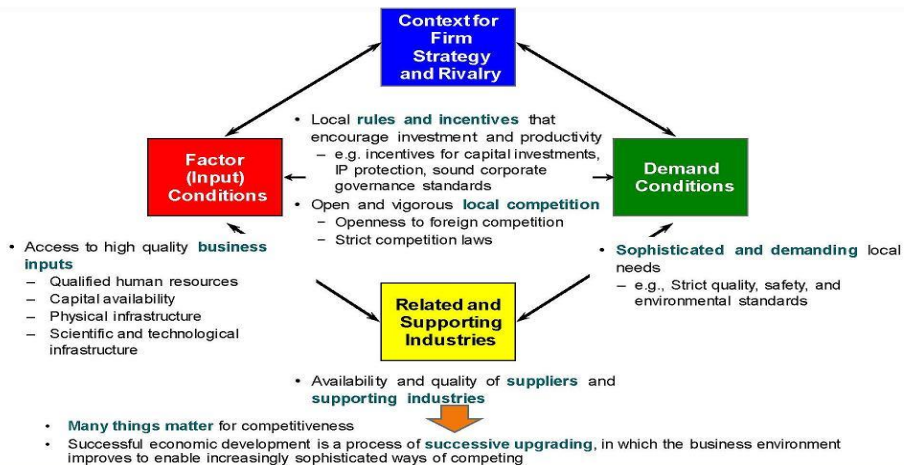 Context for
Firm
Strategy
and Rivalry
• Local rules and incentives that
encourage investment and productivity
– e.g. incentives for capital investments,
IP protection, sound corporate
governance standards
• Open and vigorous local competition
– Openness to foreign competition
– Strict competition laws
Factor
(Input)
Conditions
Demand
Conditions
• Access to high quality business
inputs
– Qualified human resources
– Capital availability
– Physical infrastructure
– Scientific and technological
infrastructure
• Sophisticated and demanding local
needs
– e.g., Strict quality, safety, and
environmental standards
Related and
Supporting
Industries
• Availability and quality of suppliers and
supporting industries
• Many things matter for competitiveness
• Successful economic development is a process of successive upgrading, in which the business environment
improves to enable increasingly sophisticated ways of competing